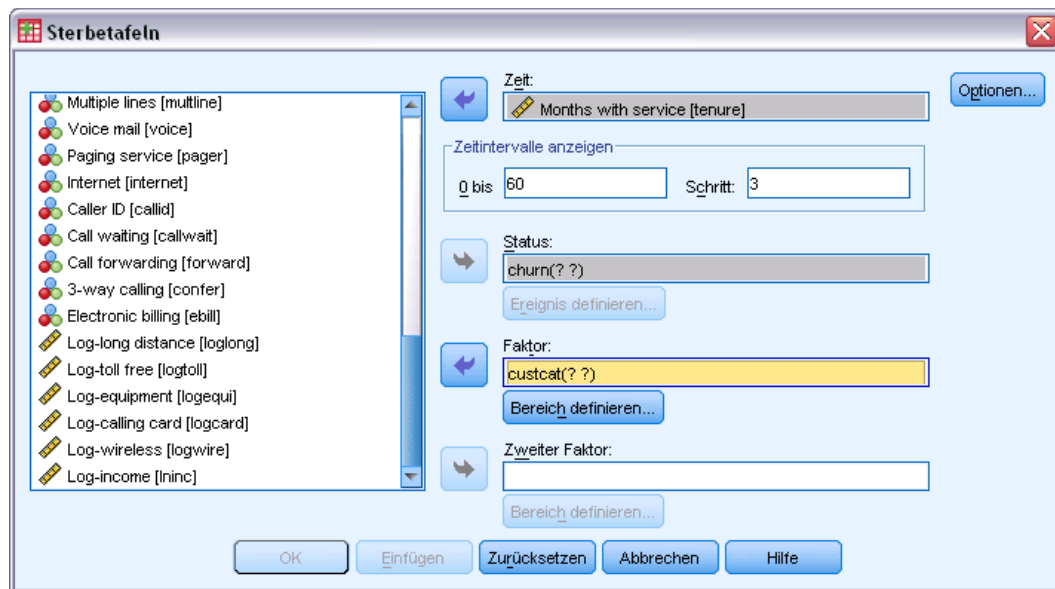 Sterbetafeln
Multiple lines [multline]
Voice mail [voice]
Paging service [pager]
Internet [internet]
Caller ID [callid]
Call waiting [callwait]
Call forwarding [forward]
3-way calling [confer]
Electronic billing [ebill]
Log-long distance [loglong]
Log-toll free [logtoll]
Log-equipment [logequi]
Log-calling card [logcard]
Log-wireless [logwire]
Log-income [lninc]
Zeit:
Months with service [tenure]
Optionen...
Zeitintervalle anzeigen
0 bis 60 Schritt: 3
Status:
churn(? ?)
Ereignis definieren...
Faktor:
custcat(? ?)
Bereich definieren...
Zweiter Faktor:
Bereich definieren...
OK Einfügen Zurücksetzen Abbrechen Hilfe